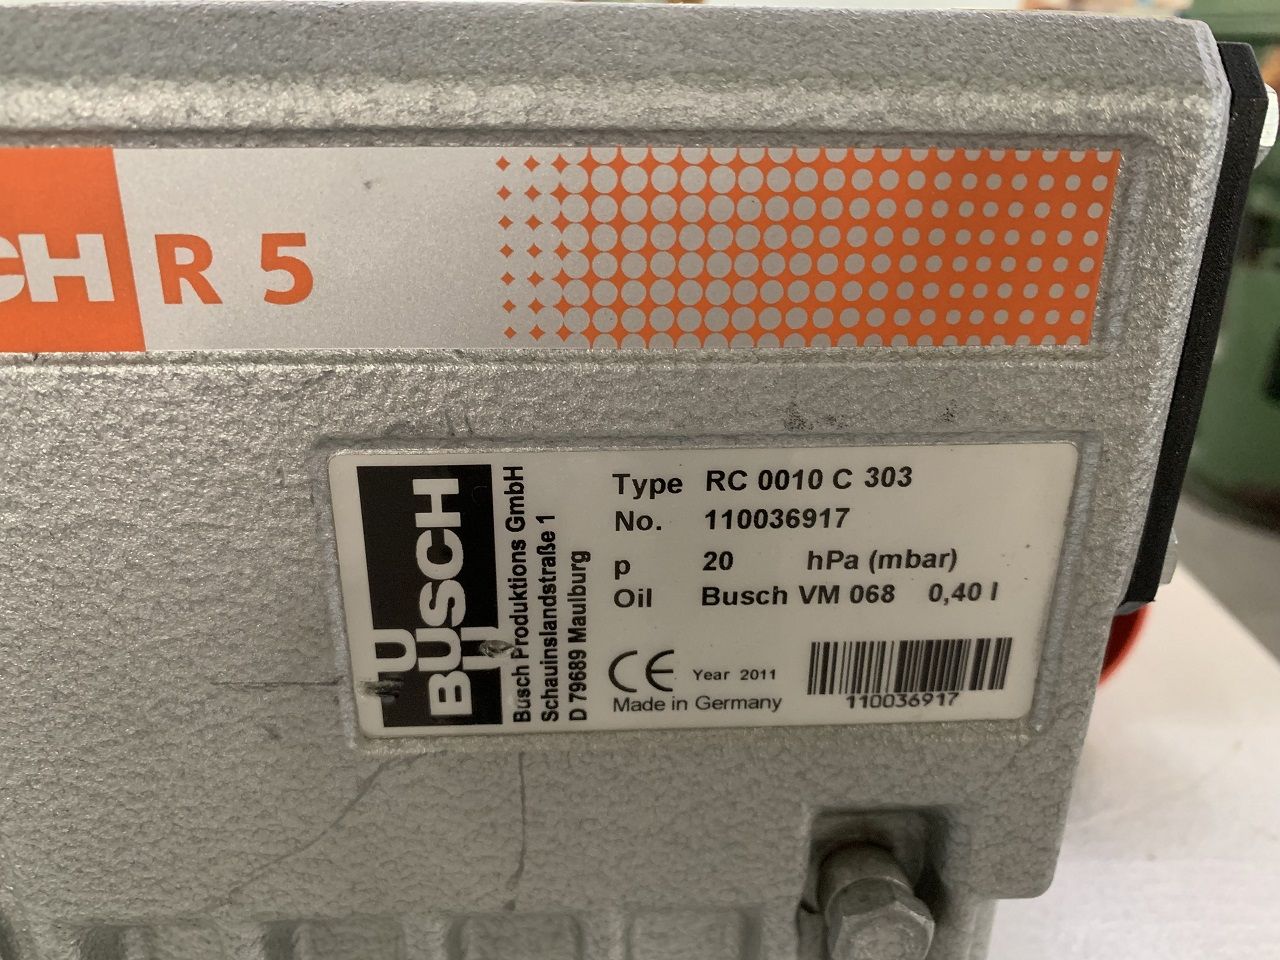 CH R 5
BUSCH
Busch Produktions GmbH
Schauinslandstraße 1
D 79689 Maulburg
Type RC 0010 C 303
No. 110036917
p 20 hPa (mbar)
Oil Busch VM 068 0,40 l
CE Year 2011
Made in Germany
110036917